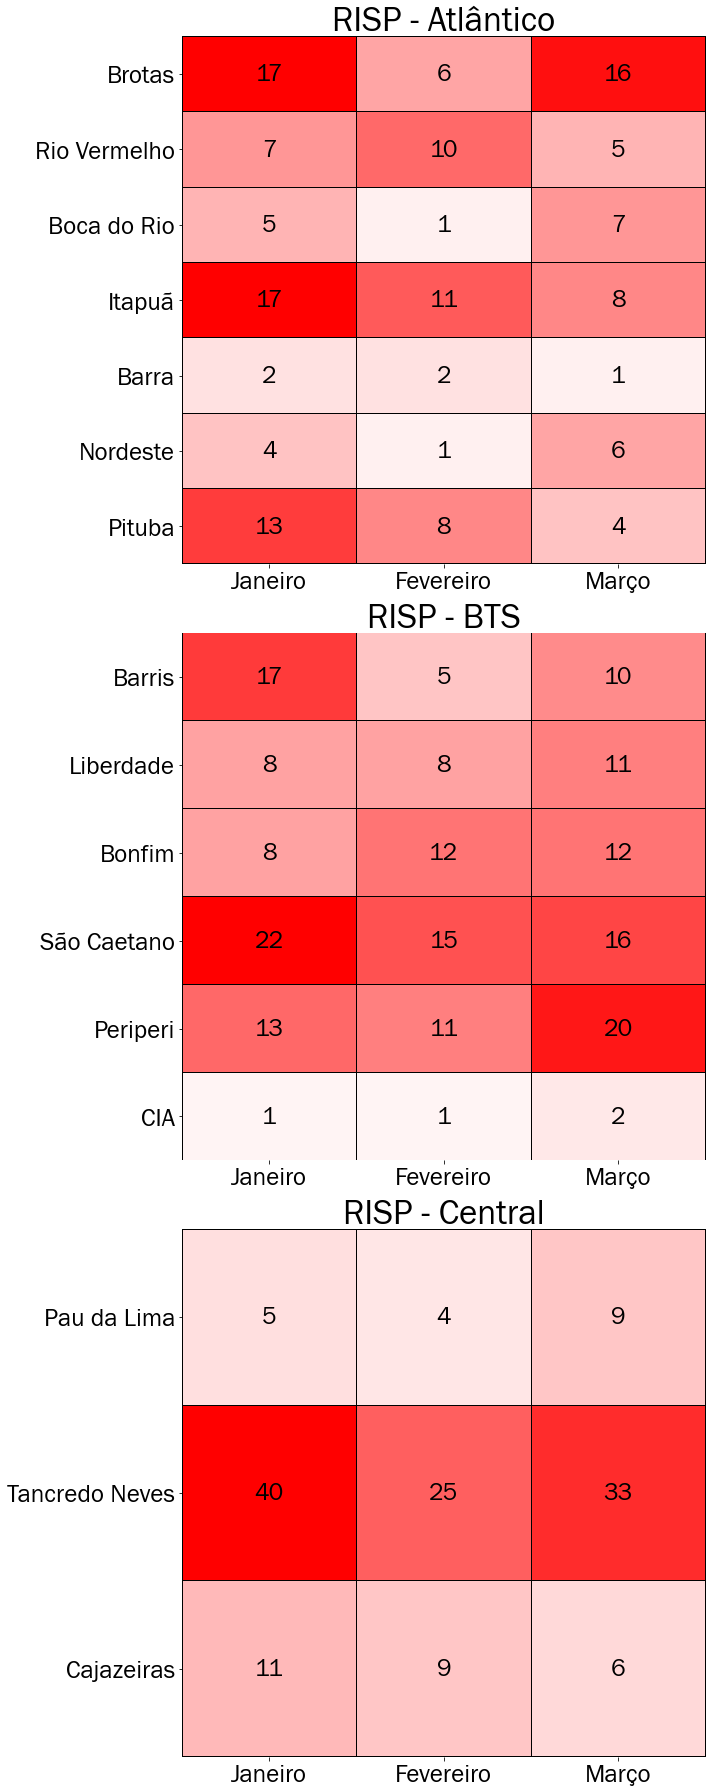 RISP - Atlântico
Brotas 17 6 16
Rio Vermelho 7 10 5
Boca do Rio 5 1 7
Itapuã 17 11 8
Barra 2 2 1
Nordeste 4 1 6
Pituba 13 8 4
Janeiro Fevereiro Março
RISP - BTS
Barris 17 5 10
Liberdade 8 8 11
Bonfim 8 12 12
São Caetano 22 15 16
Periperi 13 11 20
CIA 1 1 2
Janeiro Fevereiro Março
RISP - Central
Pau da Lima 5 4 9
Tancredo Neves 40 25 33
Cajazeiras 11 9 6
Janeiro Fevereiro Março